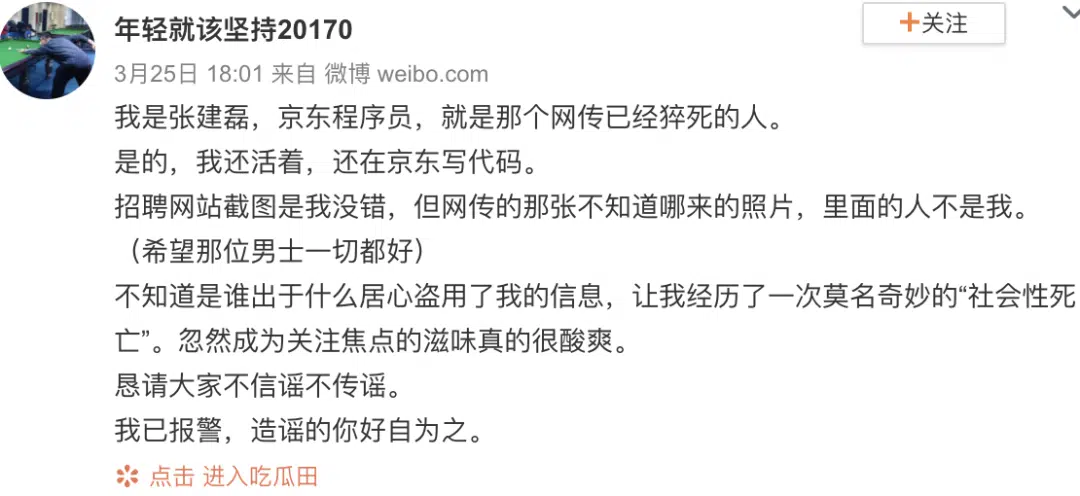 年轻就该坚持20170
+关注
3月25日 18:01 来自 微博 weibo.com
我是张建磊，京东程序员，就是那个网传已经猝死的人。
是的，我还活着，还在京东写代码。
招聘网站截图是我没错，但网传的那张不知道哪来的照片，里面的人不是我。
（希望那位男士一切都好）
不知道是谁出于什么居心盗用了我的信息，让我经历了一次莫名奇妙的“社会性死
亡”。忽然成为关注焦点的滋味真的很酸爽。
恳请大家不信谣不传谣。
我已报警，造谣的你好自为之。
点击 进入吃瓜田